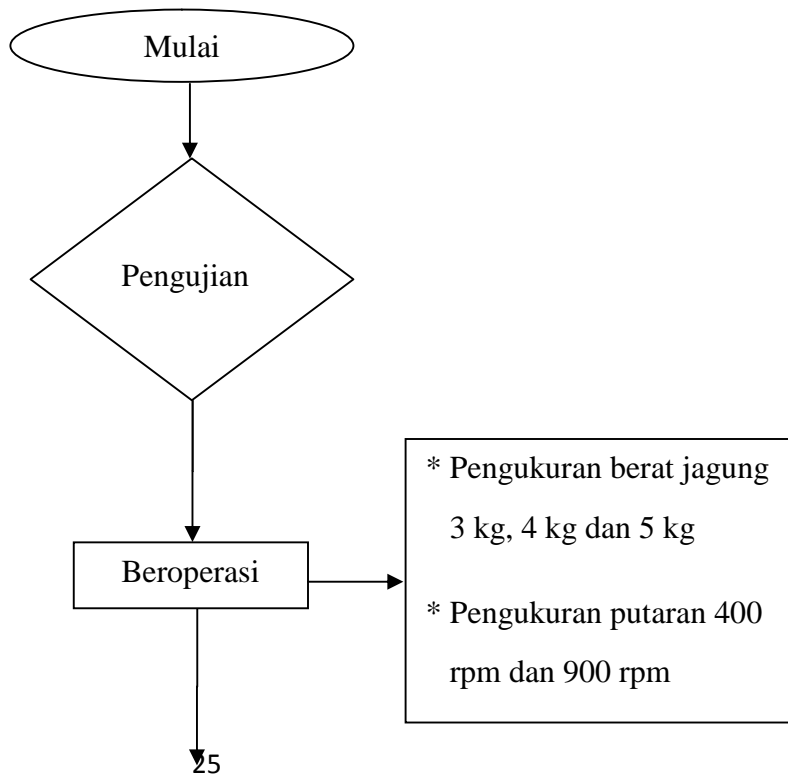 Mulai
Pengujian
Beroperasi
* Pengukuran berat jagung
3 kg, 4 kg dan 5 kg
* Pengukuran putaran 400
rpm dan 900 rpm
25